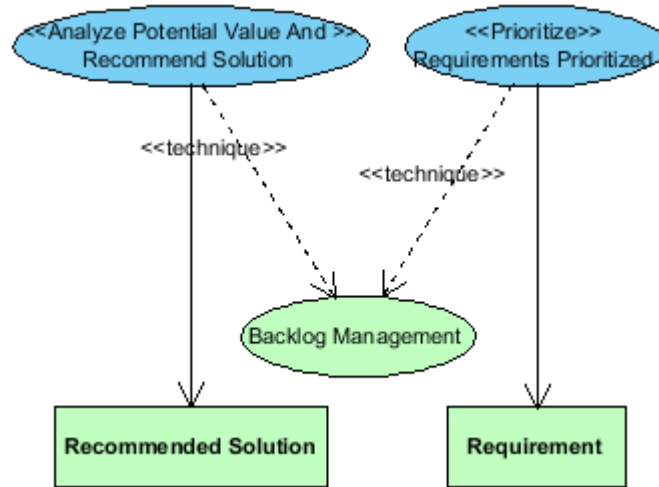 <<Analyze Potential Value And >>
Recommend Solution
<<Prioritize>>
Requirements Prioritized
<<technique>>
<<technique>>
Backlog Management
Recommended Solution
Requirement